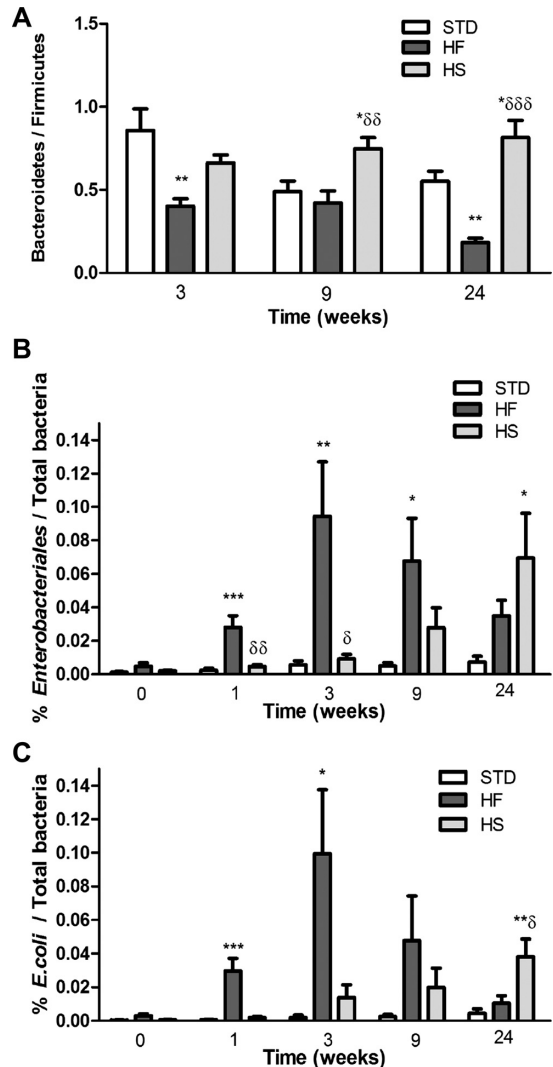 A
STD
HF
HS
Bacteroidetes / Firmicutes
1.5
1.0
0.5
0.0
**
*δδ
*δδδ
**
3 9 24
Time (weeks)
B
STD
HF
HS
% Enterobacteriales / Total bacteria
0.14
0.12
0.10
0.08
0.06
0.04
0.02
0.00
***
δδ
**
δ
*
*
0 1 3 9 24
Time (weeks)
C
STD
HF
HS
% E.coli / Total bacteria
0.14
0.12
0.10
0.08
0.06
0.04
0.02
0.00
***
*
**δ
0 1 3 9 24
Time (weeks)